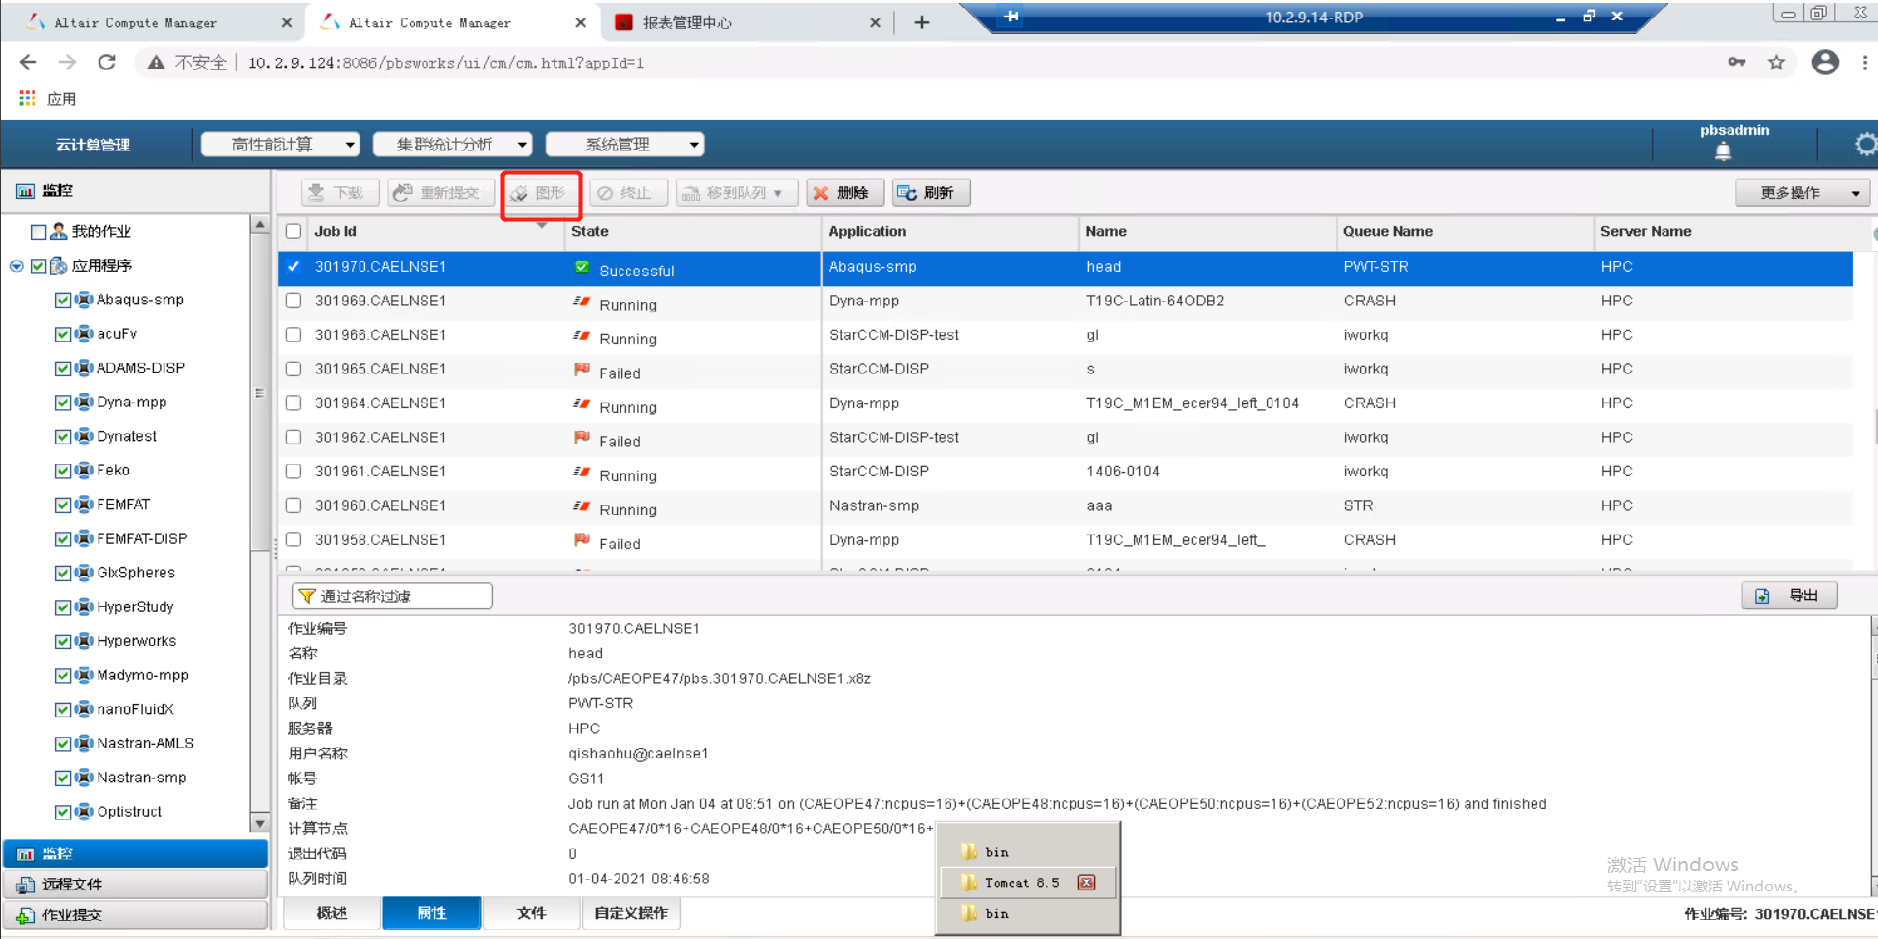 Altair Compute Manager
Altair Compute Manager
报表管理中心
10.2.9.14-RDP
不安全
10.2.9.124:8086/pbsworks/ui/cm/cm.html?appId=1
应用
云计算管理
高性能计算
集群统计分析
系统管理
pbsadmin
监控
下载
重新提交
图形
终止
移到队列
删除
刷新
更多操作
我的作业
应用程序
Abaqus-smp
acuFv
ADAMS-DISP
Dyna-mpp
Dynatest
Feko
FEMFAT
FEMFAT-DISP
GlxSpheres
HyperStudy
Hyperworks
Madymo-mpp
nanoFluidX
Nastran-AMLS
Nastran-smp
Optistruct
监控
远程文件
作业提交
Job Id State Application Name Queue Name Server Name
301970.CAELNSE1 Successful Abaqus-smp head PWT-STR HPC
301969.CAELNSE1 Running Dyna-mpp T19C-Latin-64ODB2 CRASH HPC
301966.CAELNSE1 Running StarCCM-DISP-test gl iworkq HPC
301965.CAELNSE1 Failed StarCCM-DISP s iworkq HPC
301964.CAELNSE1 Running Dyna-mpp T19C_M1EM_ecer94_left_0104 CRASH HPC
301962.CAELNSE1 Failed StarCCM-DISP-test gl iworkq HPC
301961.CAELNSE1 Running StarCCM-DISP 1406-0104 iworkq HPC
301960.CAELNSE1 Running Nastran-smp aaa STR HPC
301958.CAELNSE1 Failed Dyna-mpp T19C_M1EM_ecer94_left_ CRASH HPC
通过名称过滤
导出
作业编号 301970.CAELNSE1
名称 head
作业目录 /pbs/CAEOPE47/pbs.301970.CAELNSE1.x8z
队列 PWT-STR
服务器 HPC
用户名称 qishaohu@caelnse1
帐号 GS11
备注 Job run at Mon Jan 04 at 08:51 on (CAEOPE47:ncpus=16)+(CAEOPE48:ncpus=16)+(CAEOPE50:ncpus=16)+(CAEOPE52:ncpus=16) and finished
计算节点 CAEOPE47/0*16+CAEOPE48/0*16+CAEOPE50/0*16+
退出代码 0
队列时间 01-04-2021 08:46:58
bin
Tomcat 8.5
bin
激活 Windows
转到“设置”以激活 Windows。
概述
属性
文件
自定义操作
作业编号: 301970.CAELNSE1